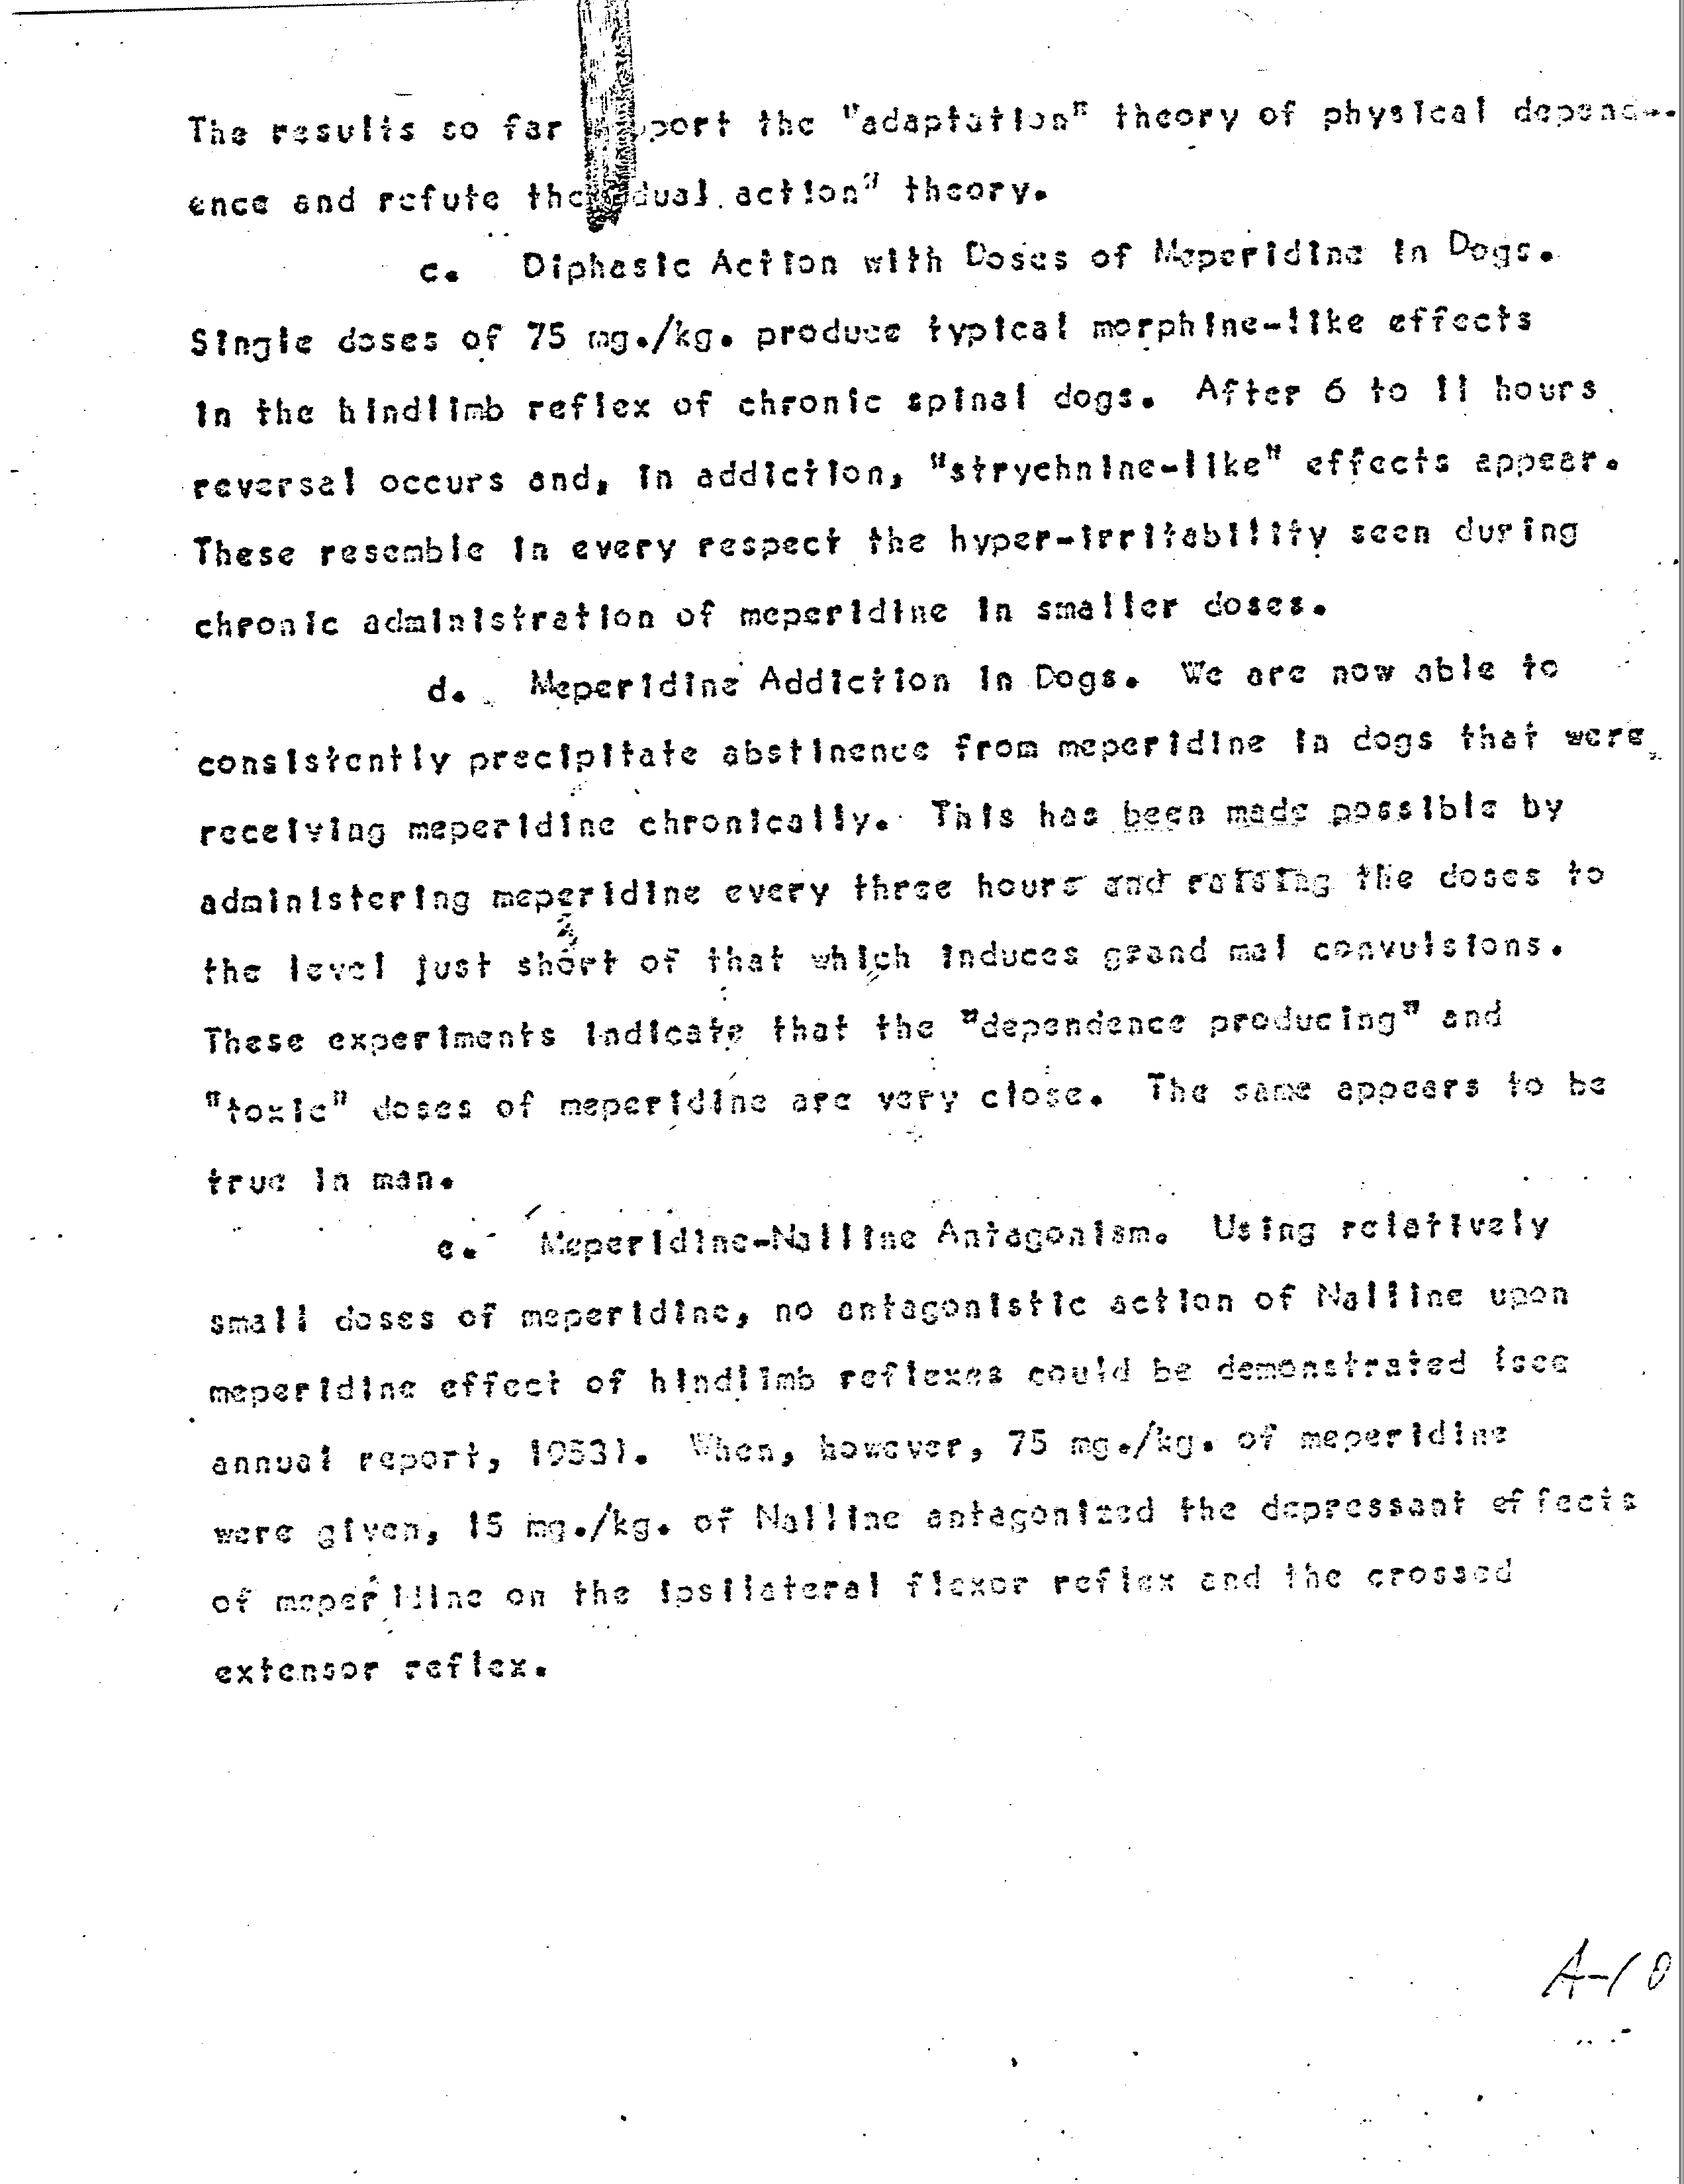 The results so far support the "adaptation" theory of physical depend-
ence and refute the "dual action" theory.
c. Diphasic Action with Doses of Meperidine in Dogs.
Single doses of 75 mg./kg. produce typical morphine-like effects
in the hindlimb reflex of chronic spinal dogs. After 6 to 11 hours
reversal occurs and, in addiction, "strychnine-like" effects appear.
These resemble in every respect the hyper-irritability seen during
chronic administration of meperidine in smaller doses.
d. Meperidine Addiction in Dogs. We are now able to
consistently precipitate abstinence from meperidine in dogs that were
receiving meperidine chronically. This has been made possible by
administering meperidine every three hours and raising the doses to
the level just short of that which induces grand mal convulsions.
These experiments indicate that the "dependence producing" and
"toxic" doses of meperidine are very close. The same appears to be
true in man.
e. Meperidine-Nalline Antagonism. Using relatively
small doses of meperidine, no antagonistic action of Nalline upon
meperidine effect of hindlimb reflexes could be demonstrated (see
annual report, 1953). When, however, 75 mg./kg. of meperidine
were given, 15 mg./kg. of Nalline antagonized the depressant effects
of meperidine on the ipsilateral flexor reflex and the crossed
extensor reflex.
A-10